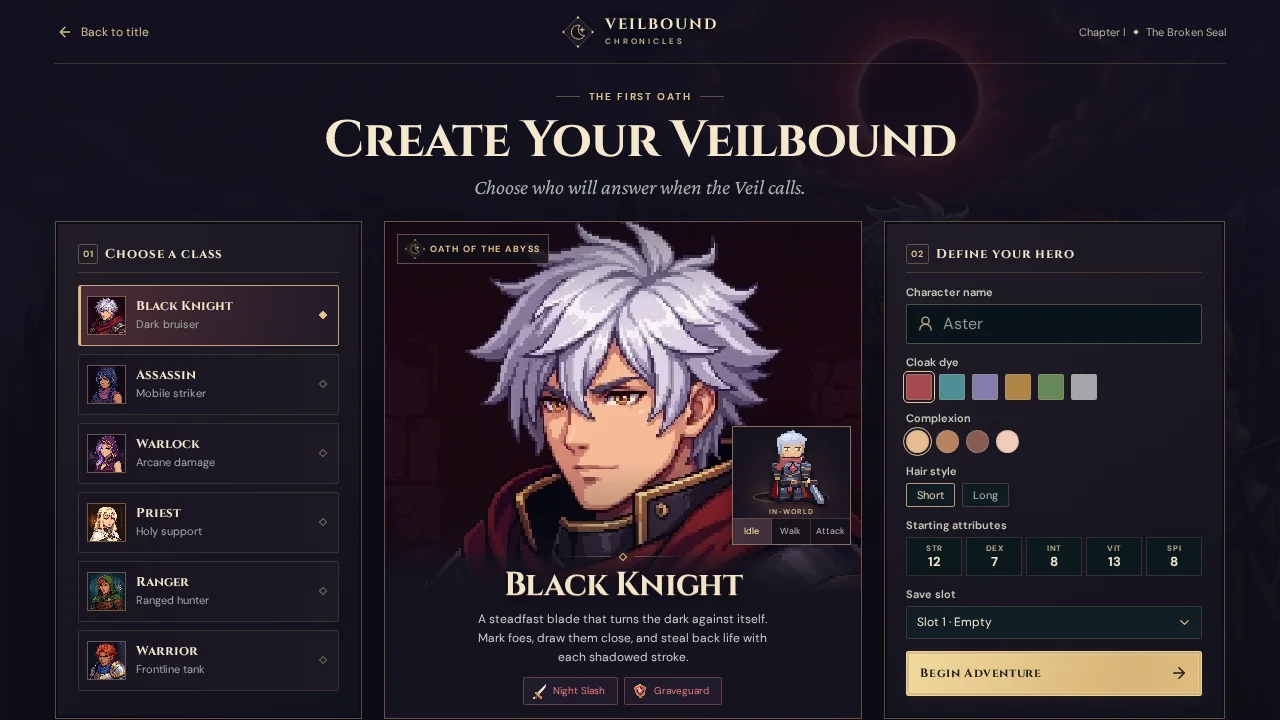 Back to title
VEILBOUND
CHRONICLES
Chapter I ◆ The Broken Seal
THE FIRST OATH
CREATE YOUR VEILBOUND
Choose who will answer when the Veil calls.
01 CHOOSE A CLASS
BLACK KNIGHT
Dark bruiser
ASSASSIN
Mobile striker
WARLOCK
Arcane damage
PRIEST
Holy support
RANGER
Ranged hunter
WARRIOR
Frontline tank
OATH OF THE ABYSS
IN-WORLD
Idle Walk Attack
BLACK KNIGHT
A steadfast blade that turns the dark against itself.
Mark foes, draw them close, and steal back life with
each shadowed stroke.
Night Slash Graveguard
02 DEFINE YOUR HERO
Character name
Aster
Cloak dye
Complexion
Hair style
Short Long
Starting attributes
STR DEX INT VIT SPI
12 7 8 13 8
Save slot
Slot 1 · Empty
BEGIN ADVENTURE